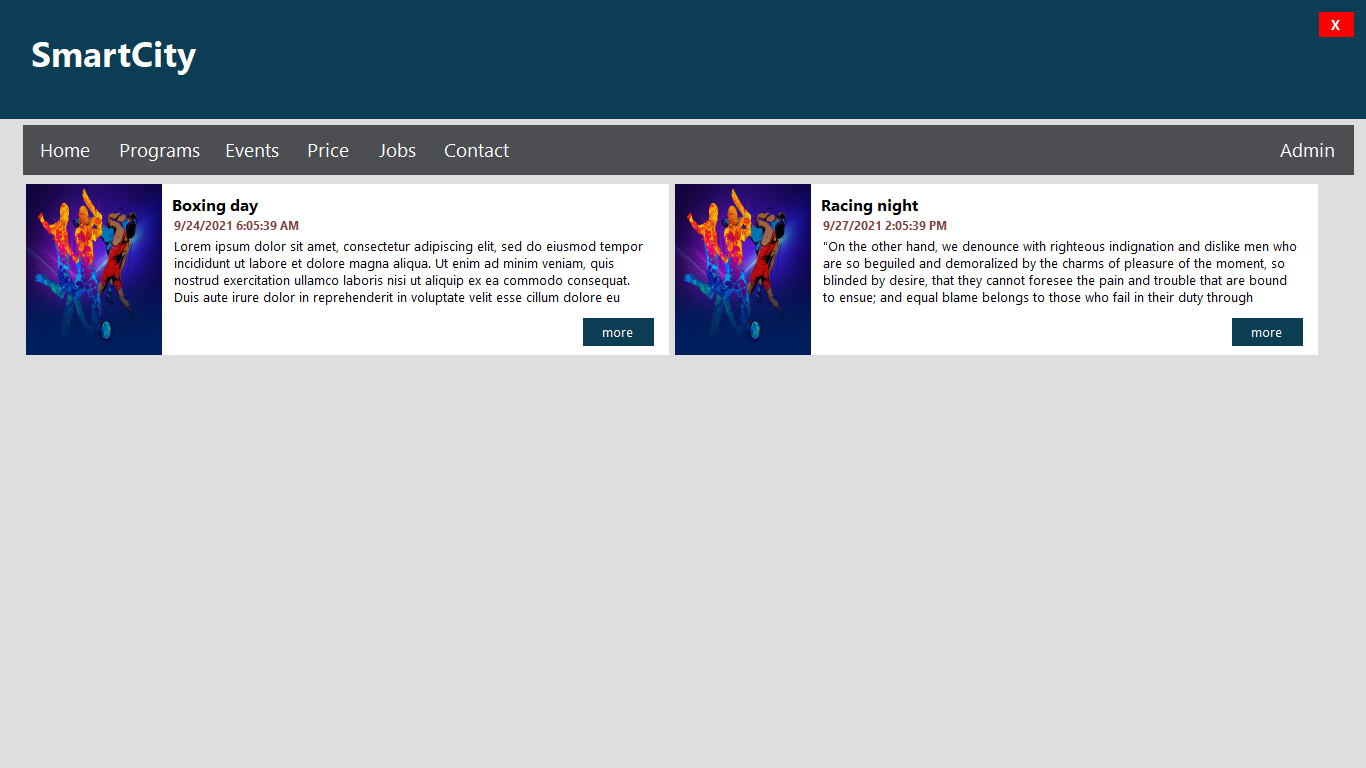 X
SmartCity
Home Programs Events Price Jobs Contact Admin
Boxing day
9/24/2021 6:05:39 AM
Lorem ipsum dolor sit amet, consectetur adipiscing elit, sed do eiusmod tempor
incididunt ut labore et dolore magna aliqua. Ut enim ad minim veniam, quis
nostrud exercitation ullamco laboris nisi ut aliquip ex ea commodo consequat.
Duis aute irure dolor in reprehenderit in voluptate velit esse cillum dolore eu
more
Racing night
9/27/2021 2:05:39 PM
"On the other hand, we denounce with righteous indignation and dislike men who
are so beguiled and demoralized by the charms of pleasure of the moment, so
blinded by desire, that they cannot foresee the pain and trouble that are bound
to ensue; and equal blame belongs to those who fail in their duty through
more